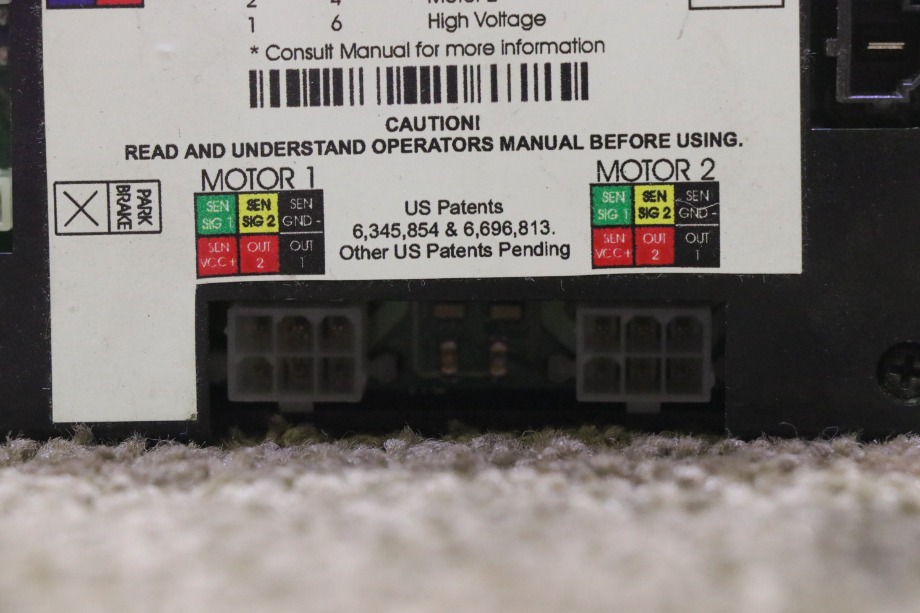 2 4 Motor 2
1 6 High Voltage
* Consult Manual for more information
CAUTION!
READ AND UNDERSTAND OPERATORS MANUAL BEFORE USING.
PARK
BRAKE
MOTOR 1
SEN SIG 1 SEN SIG 2 SEN GND -
SEN VCC+ OUT 2 OUT 1
US Patents
6,345,854 & 6,696,813.
Other US Patents Pending
MOTOR 2
SEN SIG 1 SEN SIG 2 SEN GND -
SEN VCC+ OUT 2 OUT 1